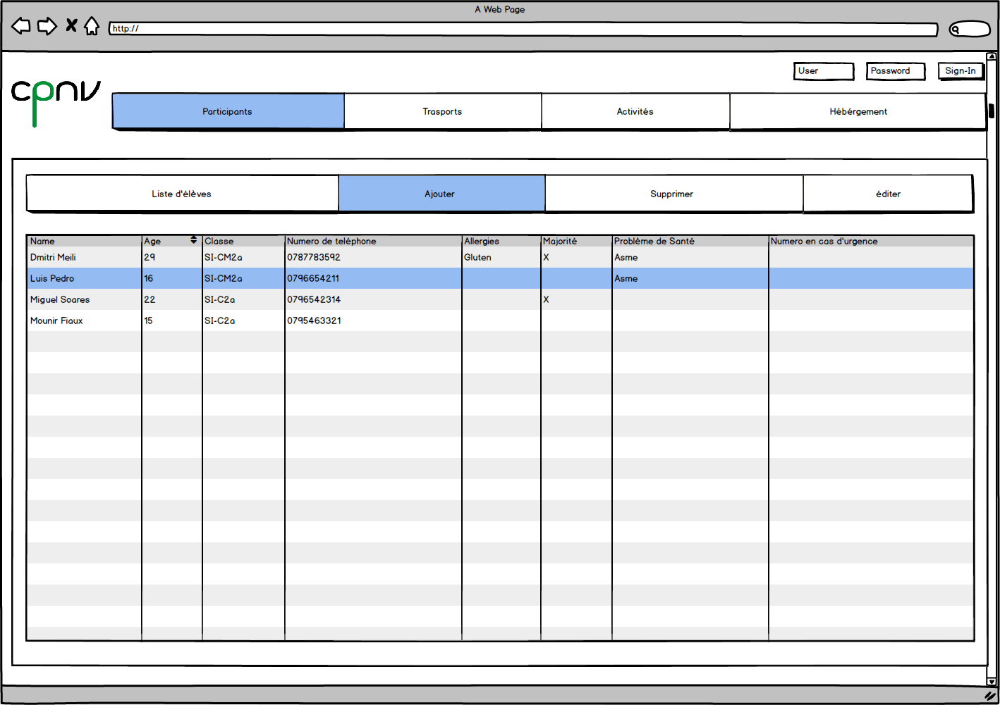 A Web Page
http://
User Password Sign-In
cpnv
Participants Trasports Activités Hébérgement
Liste d'élèves Ajouter Supprimer éditer
Name Age Classe Numero de teléphone Allergies Majorité Problème de Santé Numero en cas d'urgence
Dmitri Meili 29 SI-CM2a 0787783592 Gluten X Asme
Luis Pedro 16 SI-CM2a 0796654211 Asme
Miguel Soares 22 SI-C2a 0796542314 X
Mounir Fiaux 15 SI-C2a 0795463321